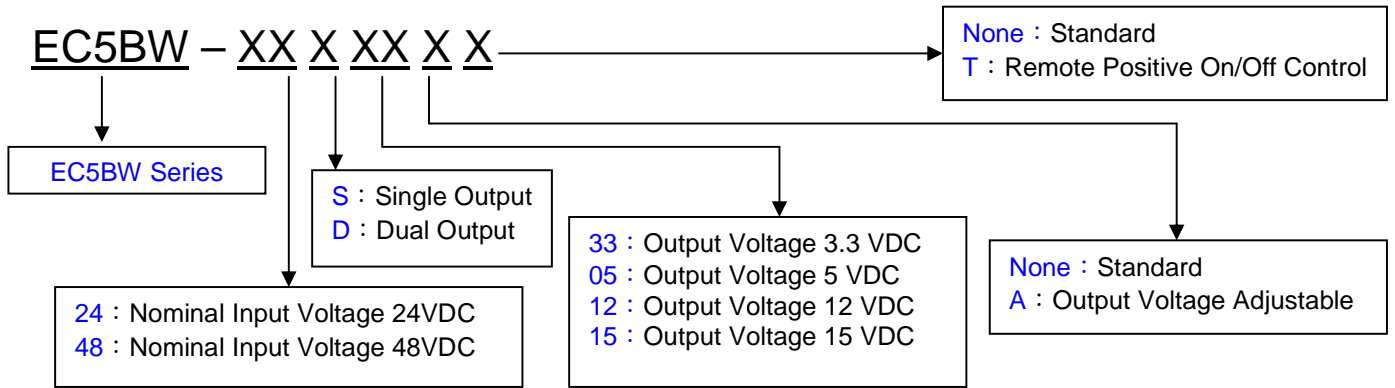 EC5BW – XX X XX X X
None：Standard
T：Remote Positive On/Off Control
EC5BW Series
S：Single Output
D：Dual Output
33：Output Voltage 3.3 VDC
05：Output Voltage 5 VDC
12：Output Voltage 12 VDC
15：Output Voltage 15 VDC
None：Standard
A：Output Voltage Adjustable
24：Nominal Input Voltage 24VDC
48：Nominal Input Voltage 48VDC